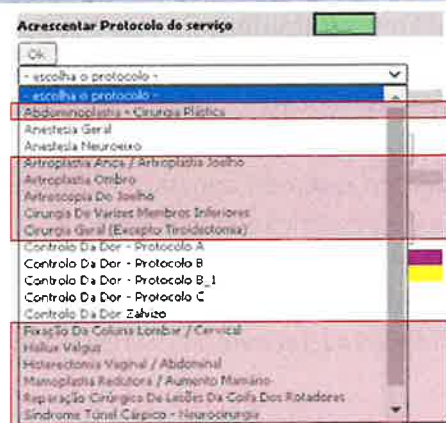 Acrescentar Protocolo do serviço
Ok
- escolha o protocolo -
- escolha o protocolo -
Abdominoplastia - Cirurgia Plástica
Anestesia Geral
Anestesia Neuroeixo
Artroplastia Anca / Artroplastia Joelho
Artroplastia Ombro
Artroscopia Do Joelho
Cirurgia De Varizes Membros Inferiores
Cirurgia Geral (Excepto Tiroidectomia)
Controlo Da Dor - Protocolo A
Controlo Da Dor - Protocolo B
Controlo Da Dor - Protocolo B_1
Controlo Da Dor - Protocolo C
Controlo Da Dor Zalviso
Fixação Da Coluna Lombar / Cervical
Hallux Valgus
Histerectomia Vaginal / Abdominal
Mamoplastia Redutora / Aumento Mamário
Reparação Cirúrgica De Lesões Da Coifa Dos Rotadores
Síndrome Túnel Cárpico - Neurocirurgia